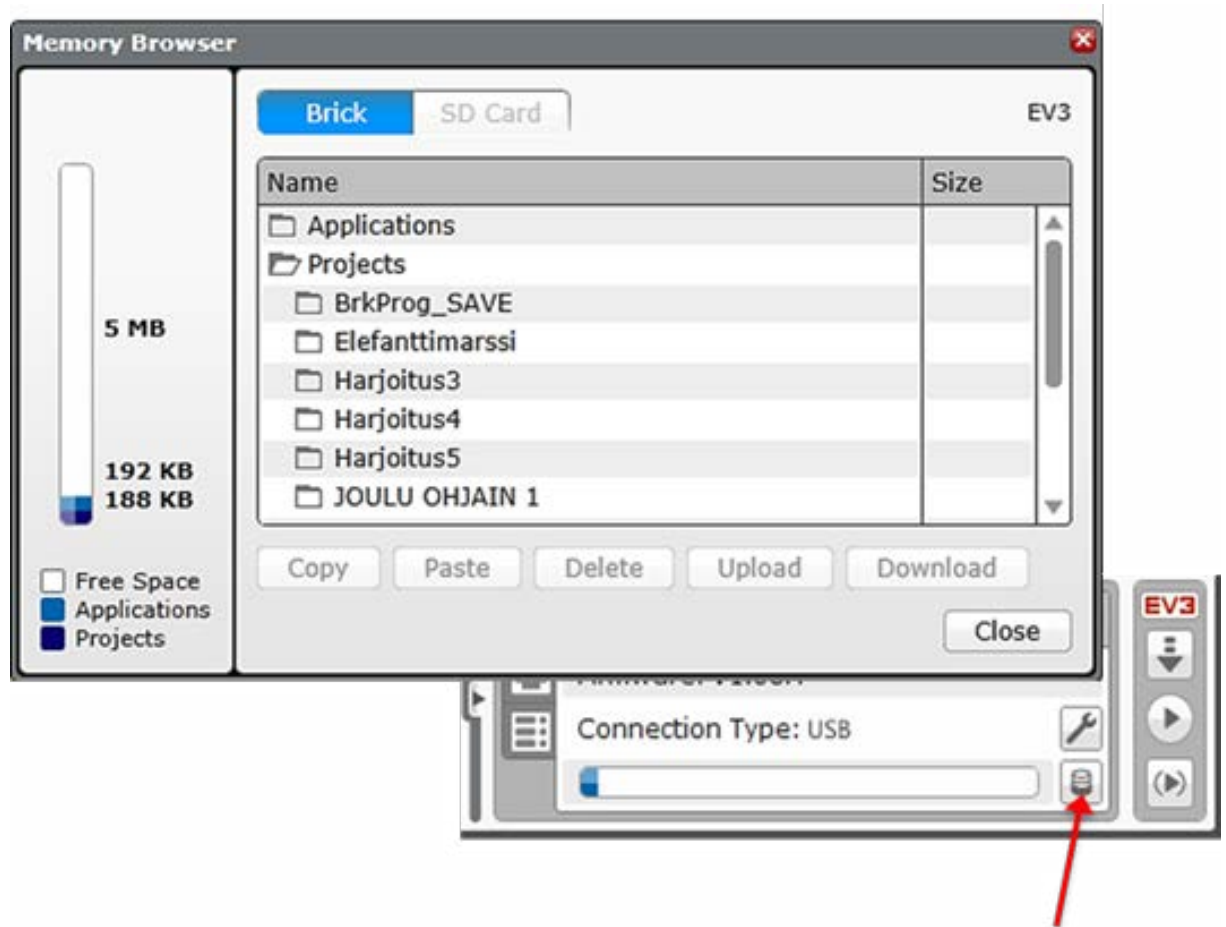 Memory Browser
Brick
SD Card
EV3
Name
Size
Applications
Projects
BrkProg_SAVE
Elefanttimarssi
Harjoitus3
Harjoitus4
Harjoitus5
JOULU OHJAIN 1
5 MB
192 KB
188 KB
Free Space
Applications
Projects
Copy
Paste
Delete
Upload
Download
Close
EV3
Connection Type: USB